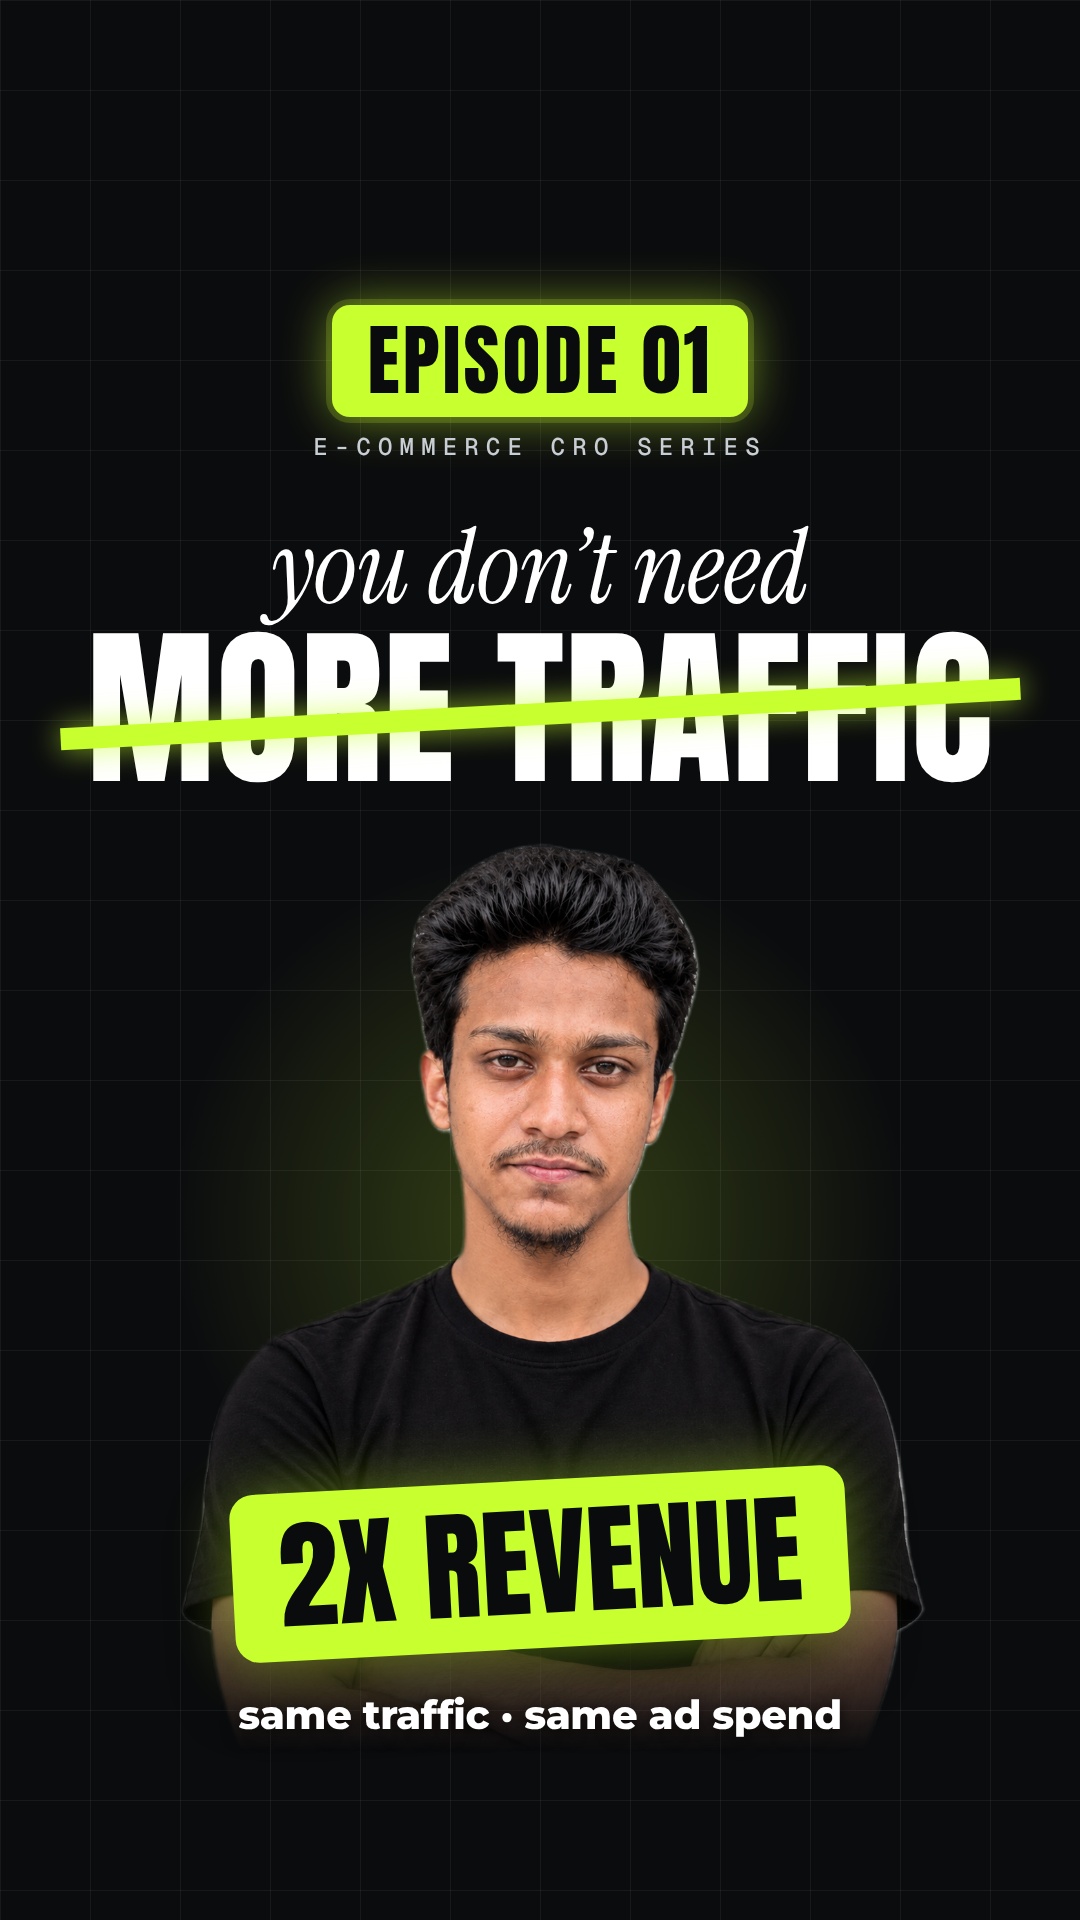 EPISODE 01
E-COMMERCE CRO SERIES
you don’t need
MORE TRAFFIC
2X REVENUE
same traffic · same ad spend